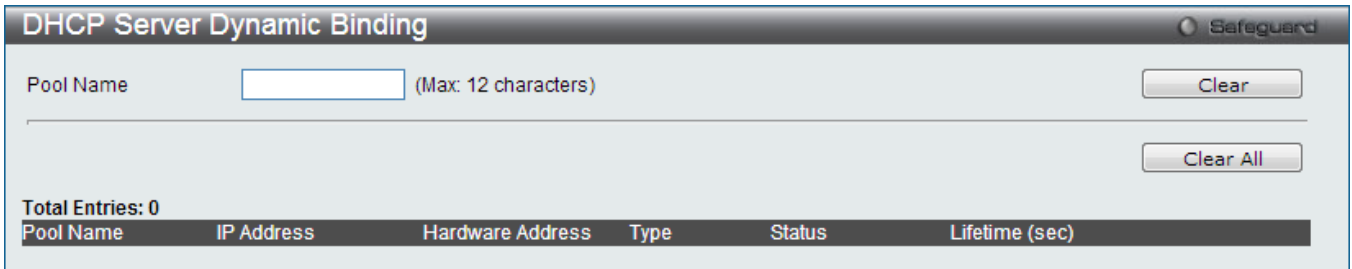 DHCP Server Dynamic Binding Safeguard
Pool Name (Max: 12 characters) Clear
Clear All
Total Entries: 0
Pool Name IP Address Hardware Address Type Status Lifetime (sec)